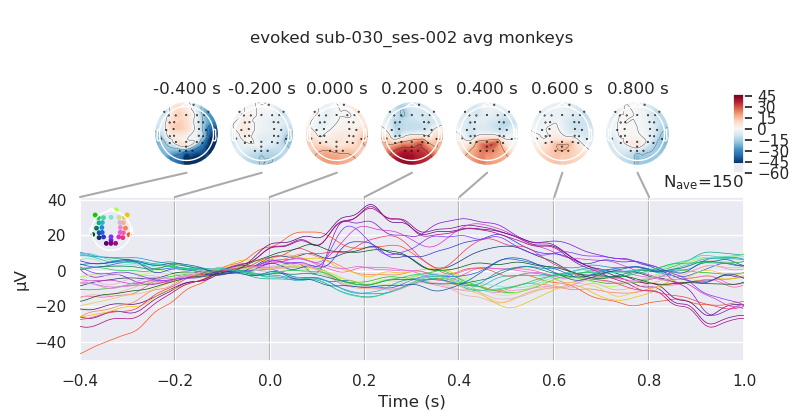 evoked sub-030_ses-002 avg monkeys
-0.400 s -0.200 s 0.000 s 0.200 s 0.400 s 0.600 s 0.800 s
45
30
15
0
−15
−30
−45
−60
Nave=150
40
20
0
−20
−40
µV
−0.4 −0.2 0.0 0.2 0.4 0.6 0.8 1.0
Time (s)